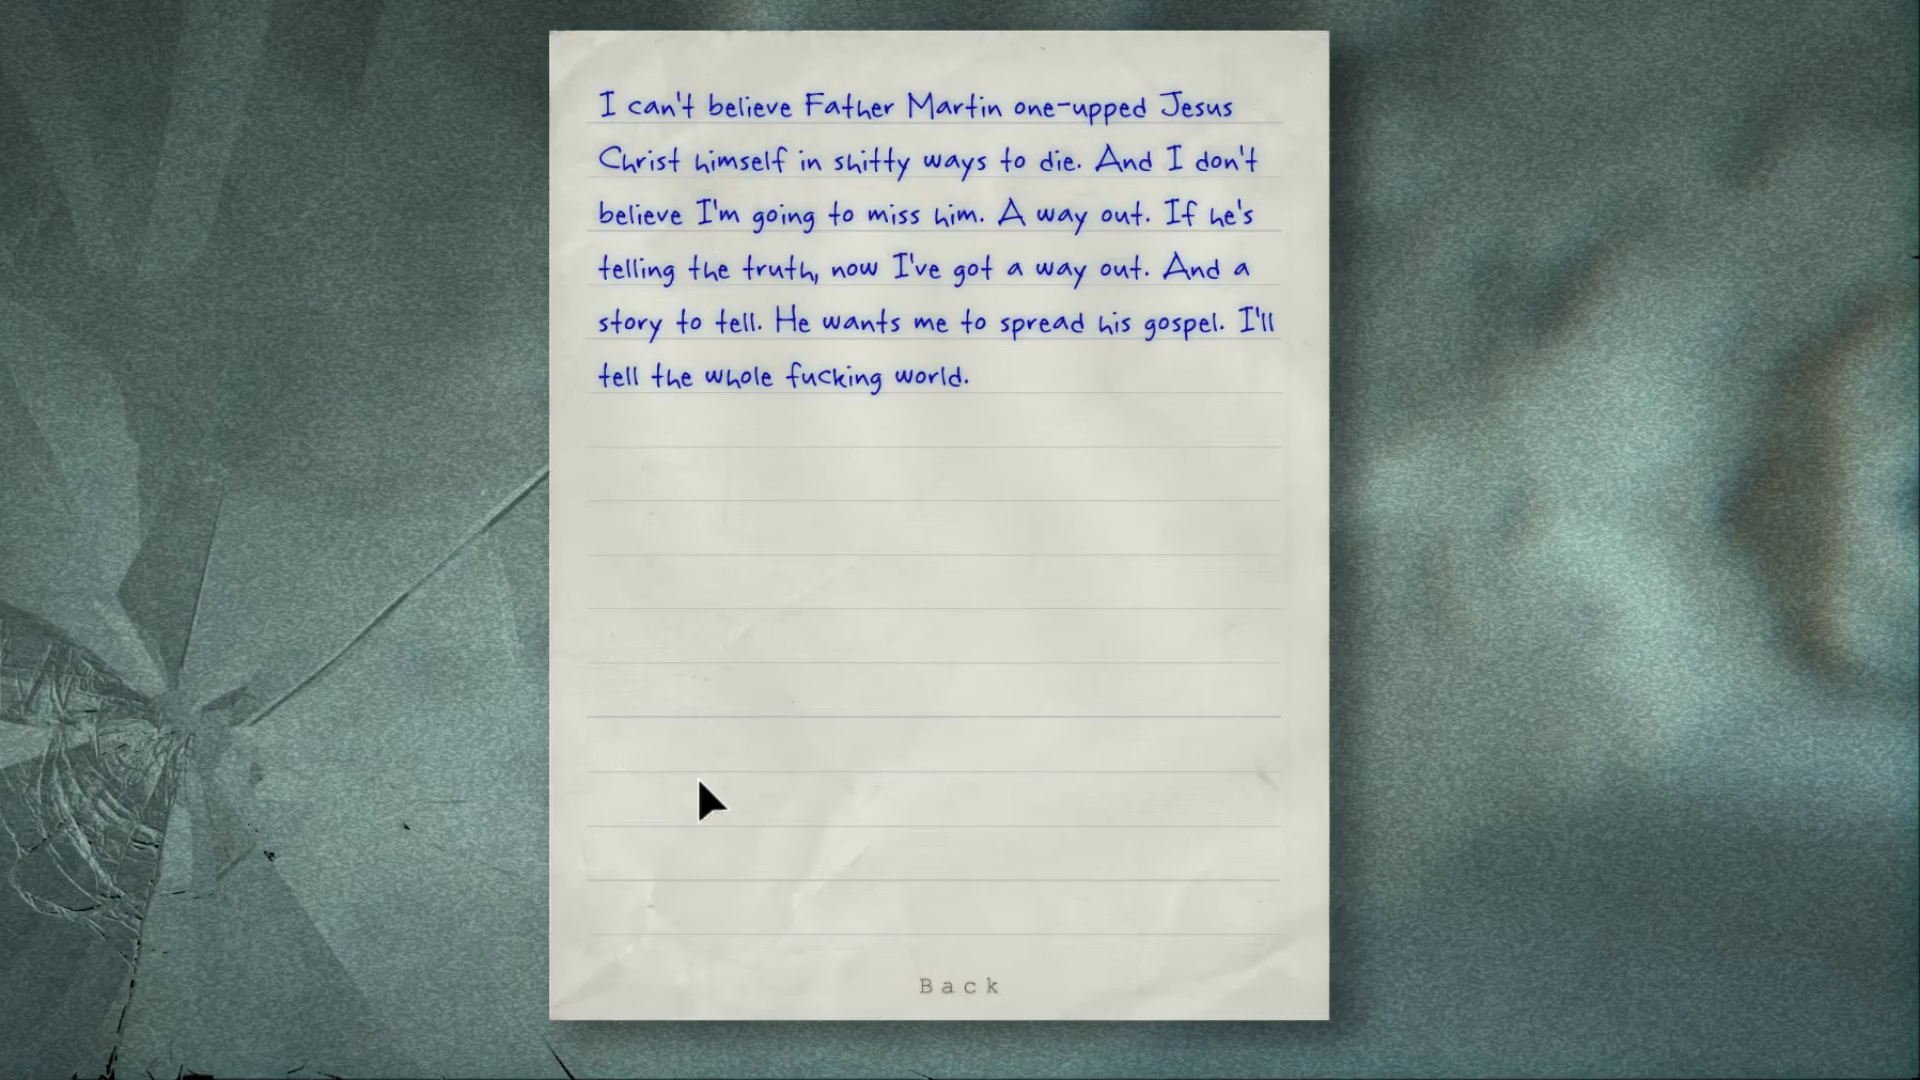 I can't believe Father Martin one-upped Jesus
Christ himself in shitty ways to die. And I don't
believe I'm going to miss him. A way out. If he's
telling the truth, now I've got a way out. And a
story to tell. He wants me to spread his gospel. I'll
tell the whole fucking world.
Back